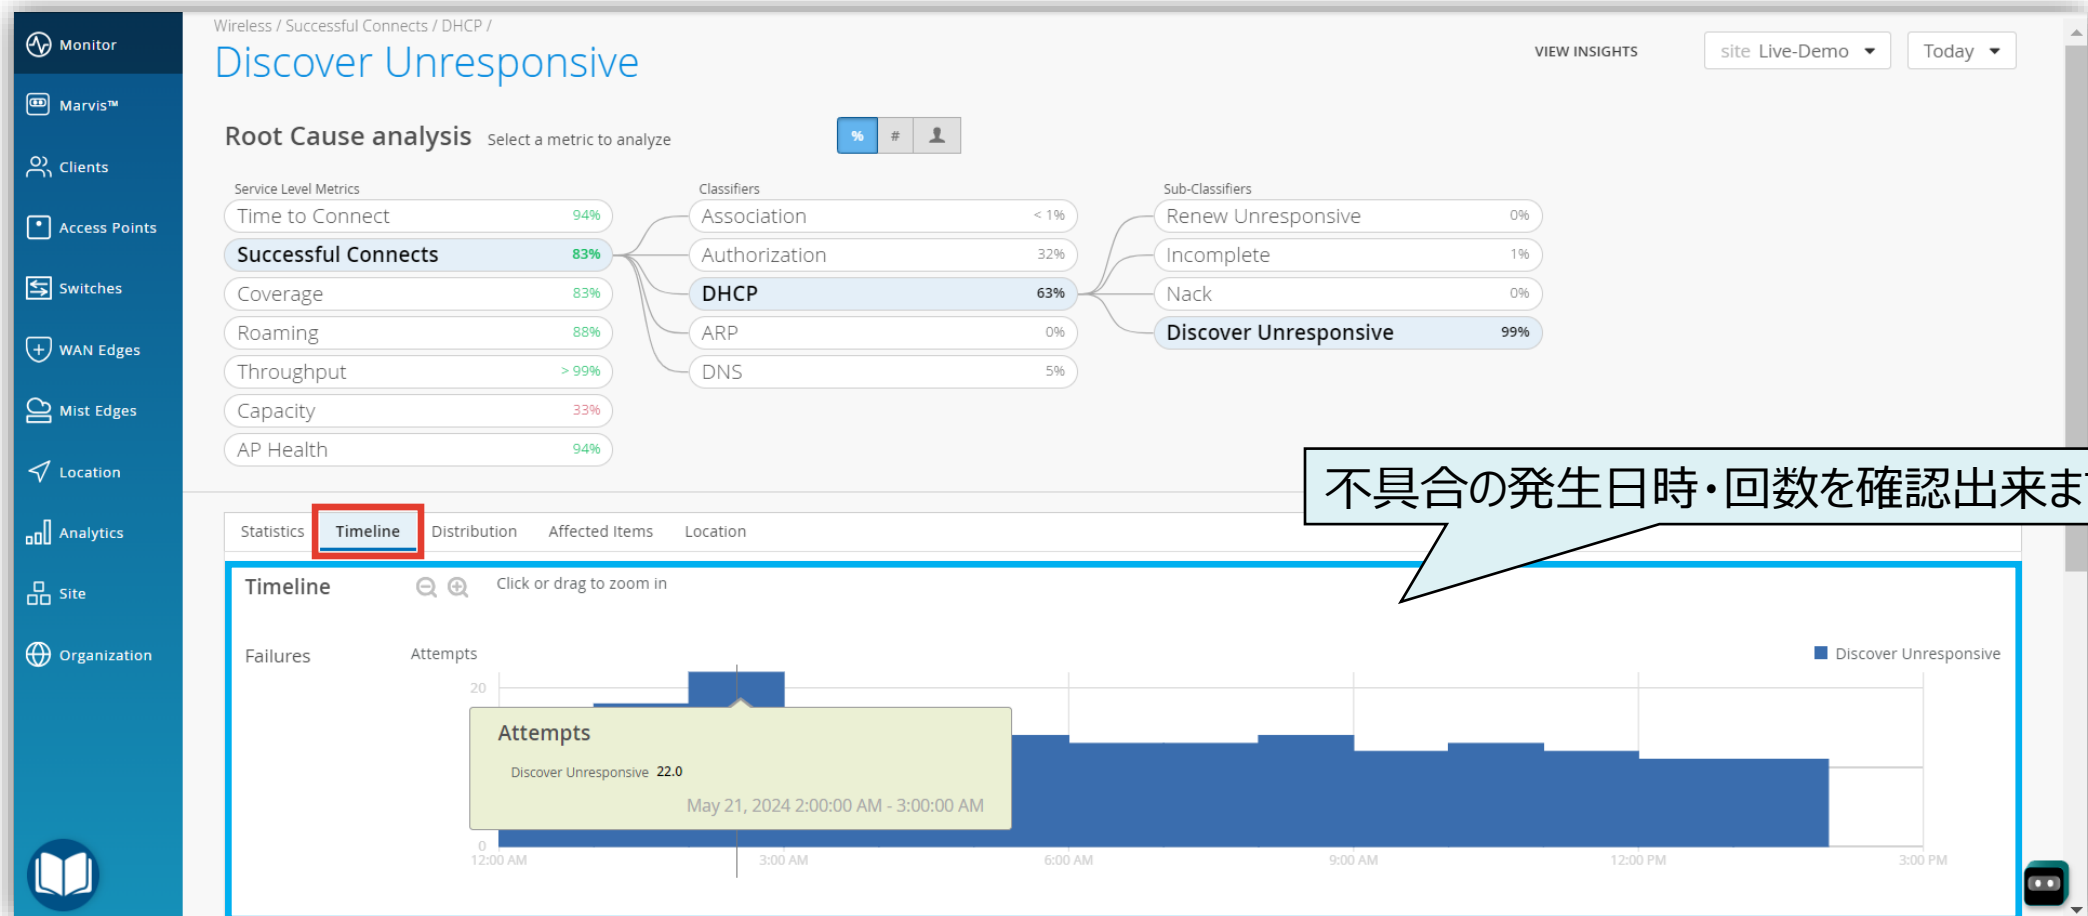 Monitor
Marvis™
Clients
Access Points
Switches
WAN Edges
Mist Edges
Location
Analytics
Site
Organization
Wireless / Successful Connects / DHCP /
Discover Unresponsive
VIEW INSIGHTS
site Live-Demo
Today
Root Cause analysis Select a metric to analyze
% #
Service Level Metrics
Time to Connect 94%
Successful Connects 83%
Coverage 83%
Roaming 88%
Throughput > 99%
Capacity 33%
AP Health 94%
Classifiers
Association < 1%
Authorization 32%
DHCP 63%
ARP 0%
DNS 5%
Sub-Classifiers
Renew Unresponsive 0%
Incomplete 1%
Nack 0%
Discover Unresponsive 99%
不具合の発生日時・回数を確認出来ま
Statistics Timeline Distribution Affected Items Location
Timeline Click or drag to zoom in
Failures Attempts
Discover Unresponsive
20
Attempts
Discover Unresponsive 22.0
May 21, 2024 2:00:00 AM - 3:00:00 AM
0
12:00 AM 3:00 AM 6:00 AM 9:00 AM 12:00 PM 3:00 PM